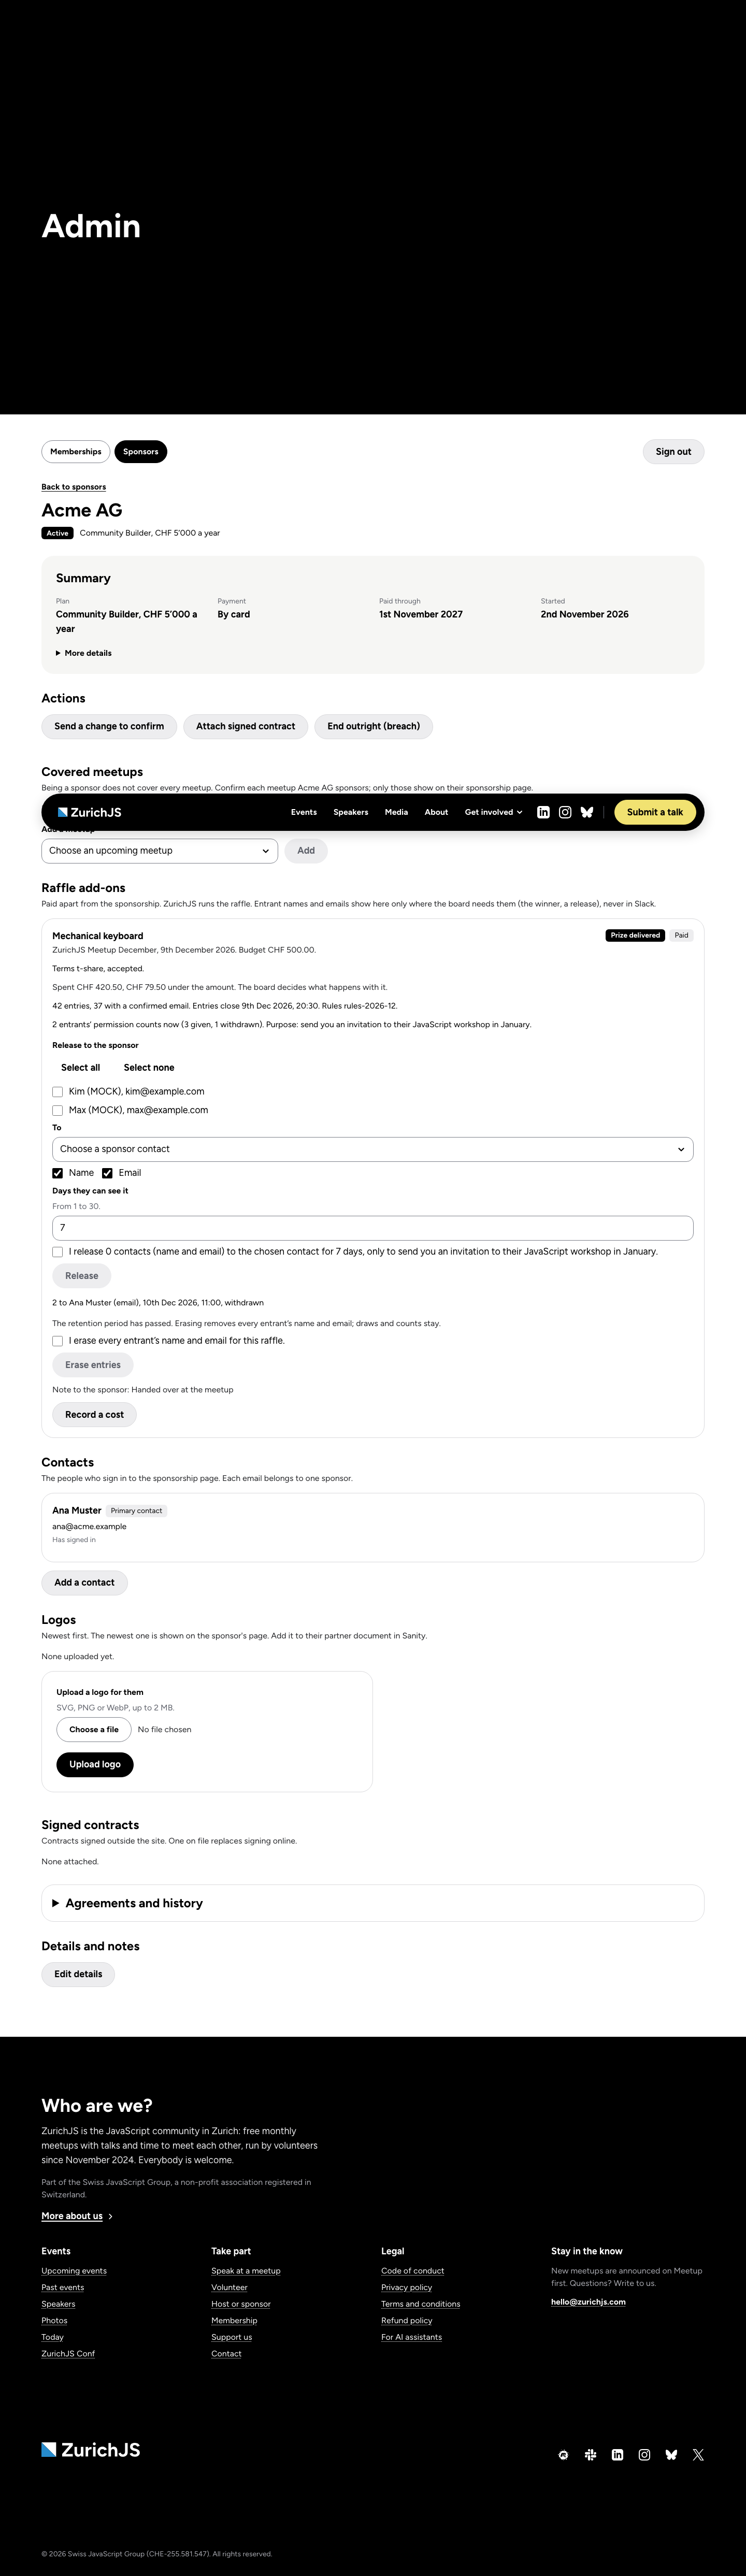 Admin
Memberships
Sponsors
Sign out
Back to sponsors
Acme AG
Active
Community Builder, CHF 5’000 a year
Summary
Plan
Community Builder, CHF 5’000 a
year
Payment
By card
Paid through
1st November 2027
Started
2nd November 2026
More details
Actions
Send a change to confirm
Attach signed contract
End outright (breach)
Covered meetups
Being a sponsor does not cover every meetup. Confirm each meetup Acme AG sponsors; only those show on their sponsorship page.
ZurichJS
Events
Speakers
Media
About
Get involved
Submit a talk
Choose an upcoming meetup
Add
Raffle add-ons
Paid apart from the sponsorship. ZurichJS runs the raffle. Entrant names and emails show here only where the board needs them (the winner, a release), never in Slack.
Mechanical keyboard
Prize delivered
Paid
ZurichJS Meetup December, 9th December 2026. Budget CHF 500.00.
Terms t-share, accepted.
Spent CHF 420.50, CHF 79.50 under the amount. The board decides what happens with it.
42 entries, 37 with a confirmed email. Entries close 9th Dec 2026, 20:30. Rules rules-2026-12.
2 entrants' permission counts now (3 given, 1 withdrawn). Purpose: send you an invitation to their JavaScript workshop in January.
Release to the sponsor
Select all
Select none
Kim (MOCK), kim@example.com
Max (MOCK), max@example.com
To
Choose a sponsor contact
Name
Email
Days they can see it
From 1 to 30.
7
I release 0 contacts (name and email) to the chosen contact for 7 days, only to send you an invitation to their JavaScript workshop in January.
Release
2 to Ana Muster (email), 10th Dec 2026, 11:00, withdrawn
The retention period has passed. Erasing removes every entrant’s name and email; draws and counts stay.
I erase every entrant’s name and email for this raffle.
Erase entries
Note to the sponsor: Handed over at the meetup
Record a cost
Contacts
The people who sign in to the sponsorship page. Each email belongs to one sponsor.
Ana Muster
Primary contact
ana@acme.example
Has signed in
Add a contact
Logos
Newest first. The newest one is shown on the sponsor's page. Add it to their partner document in Sanity.
None uploaded yet.
Upload a logo for them
SVG, PNG or WebP, up to 2 MB.
Choose a file
No file chosen
Upload logo
Signed contracts
Contracts signed outside the site. One on file replaces signing online.
None attached.
Agreements and history
Details and notes
Edit details
Who are we?
ZurichJS is the JavaScript community in Zurich: free monthly
meetups with talks and time to meet each other, run by volunteers
since November 2024. Everybody is welcome.
Part of the Swiss JavaScript Group, a non-profit association registered in
Switzerland.
More about us
Events
Upcoming events
Past events
Speakers
Photos
Today
ZurichJS Conf
Take part
Speak at a meetup
Volunteer
Host or sponsor
Membership
Support us
Contact
Legal
Code of conduct
Privacy policy
Terms and conditions
Refund policy
For AI assistants
Stay in the know
New meetups are announced on Meetup
first. Questions? Write to us.
hello@zurichjs.com
ZurichJS
© 2026 Swiss JavaScript Group (CHE-255.581.547). All rights reserved.